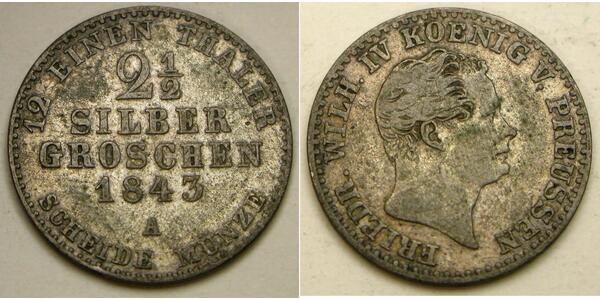 12 EINEN THALER
2 1/2
SILBER
GROSCHEN
1843
A
SCHEIDE MÜNZE
FRIEDR. WILH. IV KOENIG V. PREUSSEN